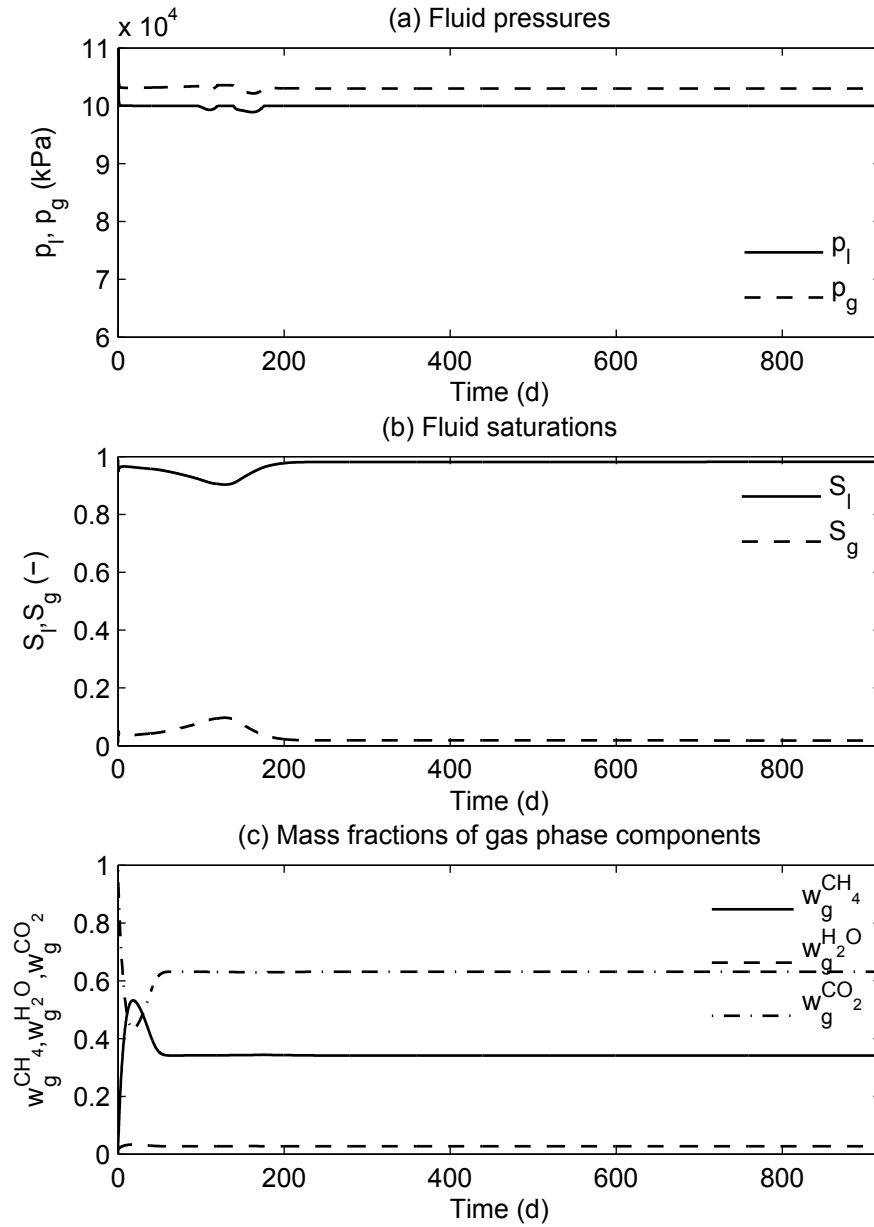 (a) Fluid pressures
x 10^4
11
10
9
8
7
6
0
200
400
600
800
p_l, p_g (kPa)
p_l
p_g
Time (d)
(b) Fluid saturations
1
0.8
0.6
0.4
0.2
0
0
200
400
600
800
S_l,S_g (−)
S_l
S_g
Time (d)
(c) Mass fractions of gas phase components
1
0.8
0.6
0.4
0.2
0
0
200
400
600
800
w_g^CH_4,w_g^H_2O,w_g^CO_2
w_g^CH_4
w_g^H_2O
w_g^CO_2
Time (d)